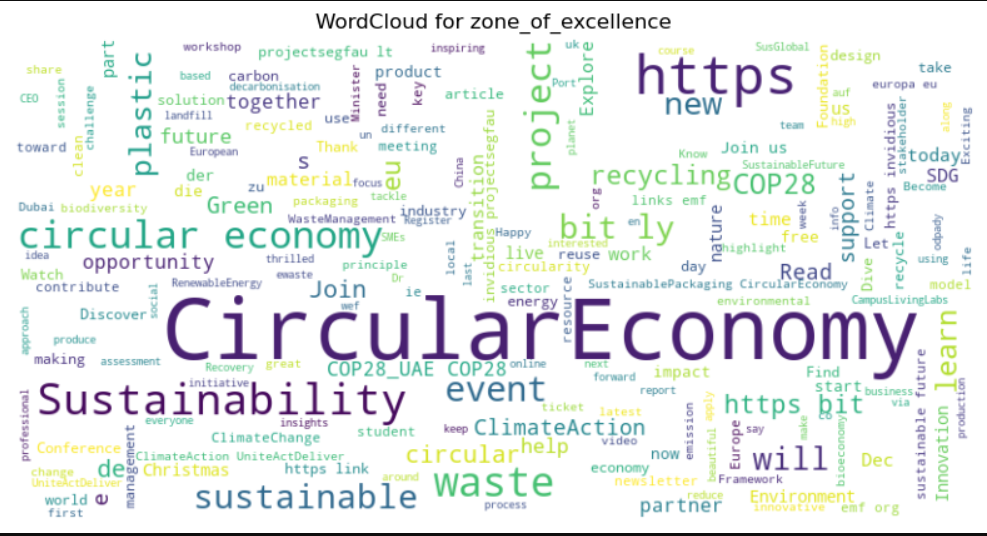 WordCloud for zone_of_excellence
workshop
projectsegfau lt
inspiring
part
plastic
share
CEO
session
challenge
based
carbon
decarbonisation
Minister
need
product
key
article
solution
together
landfill
use
different
project
uk
Explore
Port
planet
https
new
course
SusGlobal
Foundation
design
us
auf
high
take
europa eu
team
stakeholder
along
Exciting
toward
clean
future
recycled
European
Thank
un
meeting
s
eu
China
transition
invidious projectsegfau
Know
Join us
SustainableFuture
https invidious
today
SDG
Become
year
der
die
zu
material
focus
packaging
tackle
recycling
COP28
links emf
org
support
Climate
Dubai
biodiversity
Green
WasteManagement
Register
industry
SMEs
Happy
bit ly
en
nature
time
free
week
info
Let
recycle
odpady
circular economy
idea
opportunity
thrilled
ewaste
principle
Dr
local
last
live
interested
reuse
work
circularity
highlight
day
Read
Dive
using
life
Watch
contribute
RenewableEnergy
social
Join
ie
wef
sector
energy
resource
SustainablePackaging CircularEconomy
model
Discover
environmental
CampusLivingLabs
CircularEconomy
approach
produce
making
assessment
Recovery
great
COP28_UAE COP28
online
next
forward
impact
report
Find
start
business
via
learn
production
initiative
Sustainability
event
https bit
co
professional
everyone
insights
student
keep
ClimateAction
ticket
latest
video
emission
beautiful
apply
Europe
say
make
bioeconomy
sustainable future
Innovation
Conference
ClimateChange
ClimateAction UniteActDeliver
circular
help
now
economy
will
Dec
change
UniteActDeliver
de
management
Christmas
https link
around
waste
newsletter
Framework
world
first
e
sustainable
process
partner
reduce
Environment
innovative
emf org